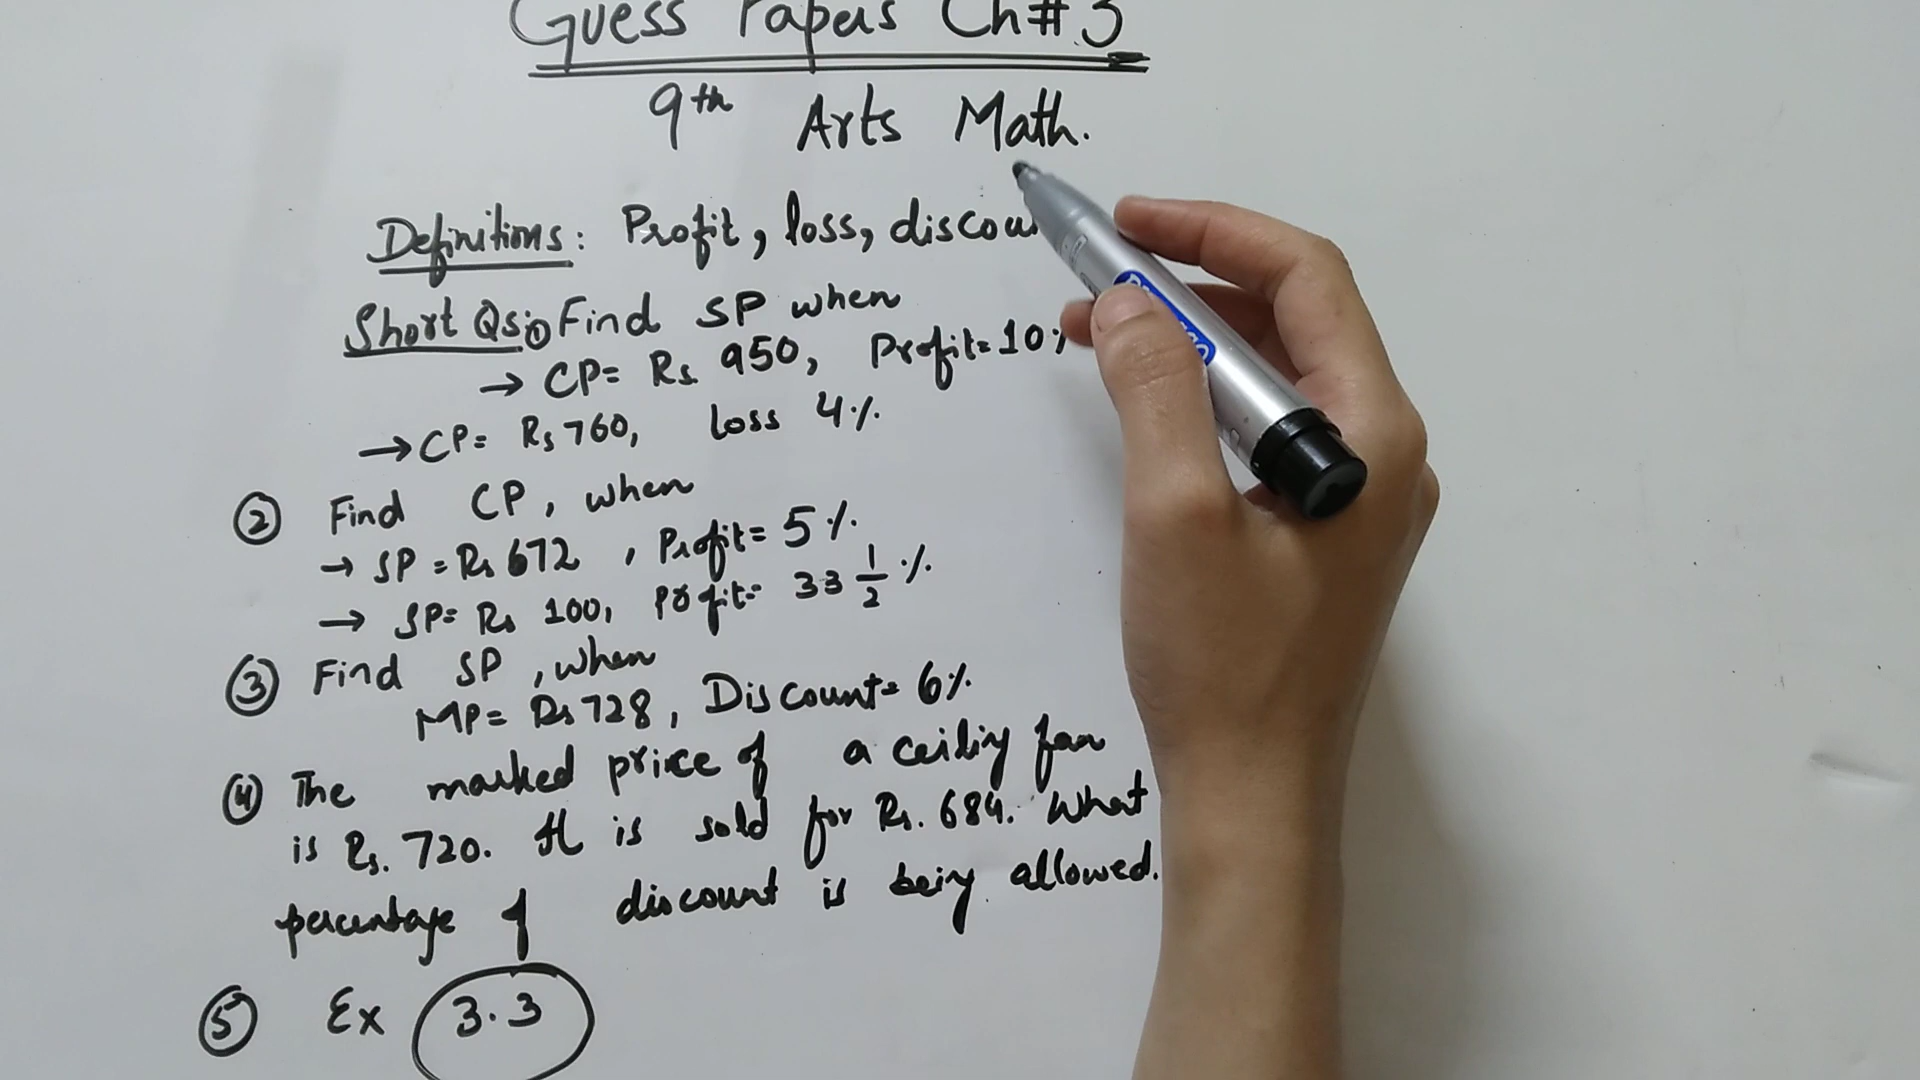 Guess Papers Ch# 3
9th Arts Math.
Definitions: Profit, loss, discou
Short Qs: ① Find SP when
→ CP= Rs 950, Profit= 10%
→ CP= Rs 760, loss 4%
② Find CP, when
→ SP = Rs 672, Profit= 5%
→ SP= Rs 100, Profit= 33 1/2 %
③ Find SP, when
MP= Rs 728, Discount= 6%
④ The marked price of a ceiling fan
is Rs. 720. It is sold for Rs. 684. What
percentage of discount is being allowed.
⑤ Ex 3.3